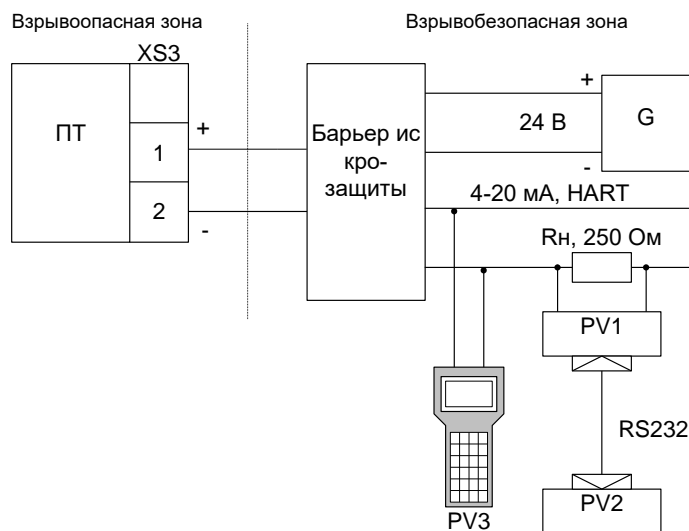 Взрывоопасная зона
Взрывобезопасная зона
XS3
ПТ
1
2
+
-
Барьер ис
кро-
защиты
+
24 В
-
G
4-20 мА, HART
Rн, 250 Ом
PV1
RS232
PV2
PV3